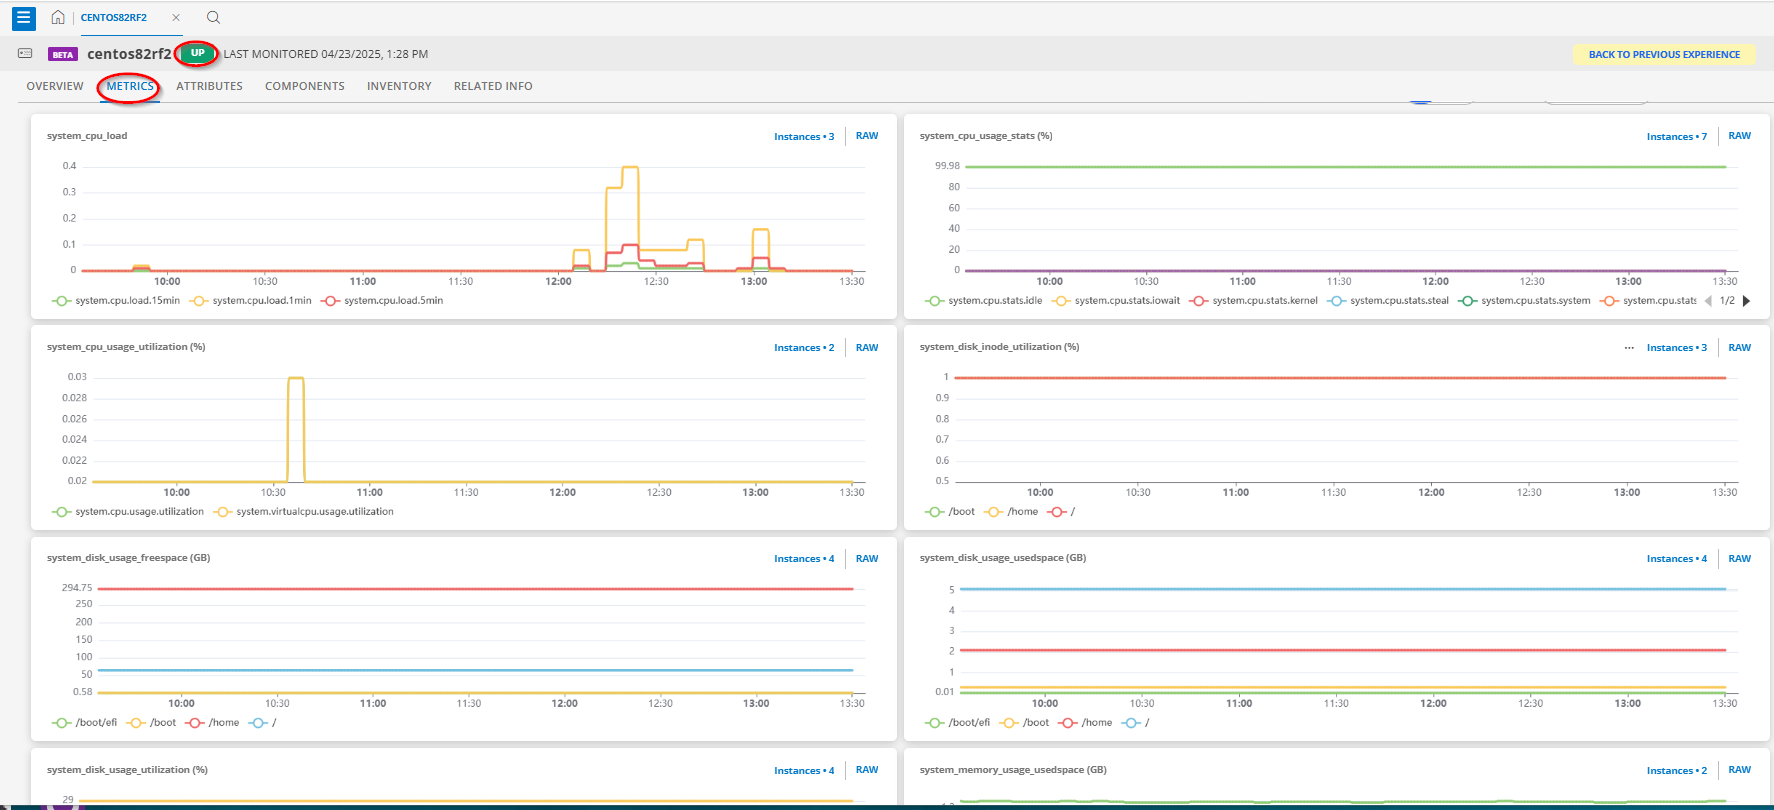 CENTOS82RF2 ×
BETA centos82rf2 UP LAST MONITORED 04/23/2025, 1:28 PM BACK TO PREVIOUS EXPERIENCE
OVERVIEW METRICS ATTRIBUTES COMPONENTS INVENTORY RELATED INFO
system_cpu_load Instances • 3 RAW
0.4
0.3
0.2
0.1
0
10:00 10:30 11:00 11:30 12:00 12:30 13:00 13:30
system.cpu.load.15min system.cpu.load.1min system.cpu.load.5min
system_cpu_usage_stats (%) Instances • 7 RAW
99.98
80
60
40
20
0
10:00 10:30 11:00 11:30 12:00 12:30 13:00 13:30
system.cpu.stats.idle system.cpu.stats.iowait system.cpu.stats.kernel system.cpu.stats.steal system.cpu.stats.system system.cpu.stats 1/2
system_cpu_usage_utilization (%) Instances • 2 RAW
0.03
0.028
0.026
0.024
0.022
0.02
10:00 10:30 11:00 11:30 12:00 12:30 13:00 13:30
system.cpu.usage.utilization system.virtualcpu.usage.utilization
system_disk_inode_utilization (%) ... Instances • 3 RAW
1
0.9
0.8
0.7
0.6
0.5
10:00 10:30 11:00 11:30 12:00 12:30 13:00 13:30
/boot /home /
system_disk_usage_freespace (GB) Instances • 4 RAW
294.75
250
200
150
100
50
0.58
10:00 10:30 11:00 11:30 12:00 12:30 13:00 13:30
/boot/efi /boot /home /
system_disk_usage_usedspace (GB) Instances • 4 RAW
5
4
3
2
1
0.01
10:00 10:30 11:00 11:30 12:00 12:30 13:00 13:30
/boot/efi /boot /home /
system_disk_usage_utilization (%) Instances • 4 RAW
29
system_memory_usage_usedspace (GB) Instances • 2 RAW